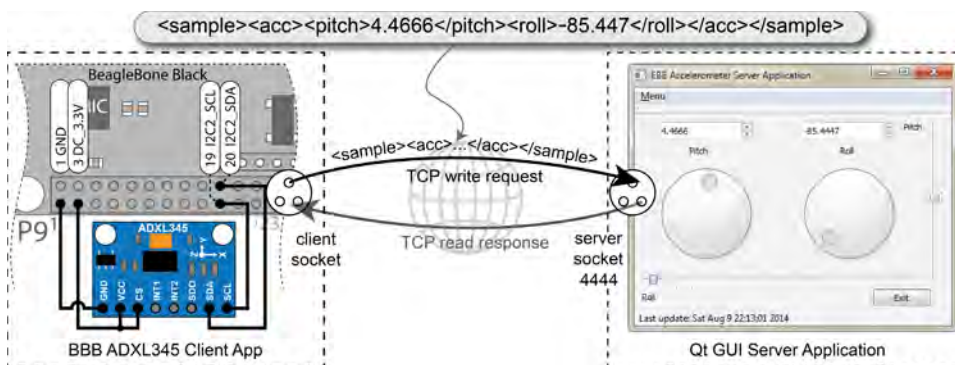 <sample><acc><pitch>4.4666</pitch><roll>-85.447</roll></acc></sample>
BeagleBone Black
1 GND
3 DC_3.3V
19 I2C2_SCL
20 I2C2_SDA
P9
ADXL345
Y
Z
X
GND
VCC
CS
INT1
INT2
SDO
SDA
SCL
BBB ADXL345 Client App
<sample><acc>...</acc></sample>
TCP write request
TCP read response
client
socket
server
socket
4444
BBB Accelerometer Server Application
Menu
4.4666
-85.4447
Pitch
Pitch
Roll
Roll
Exit
Last update: Sat Aug 9 22:13:01 2014
Qt GUI Server Application